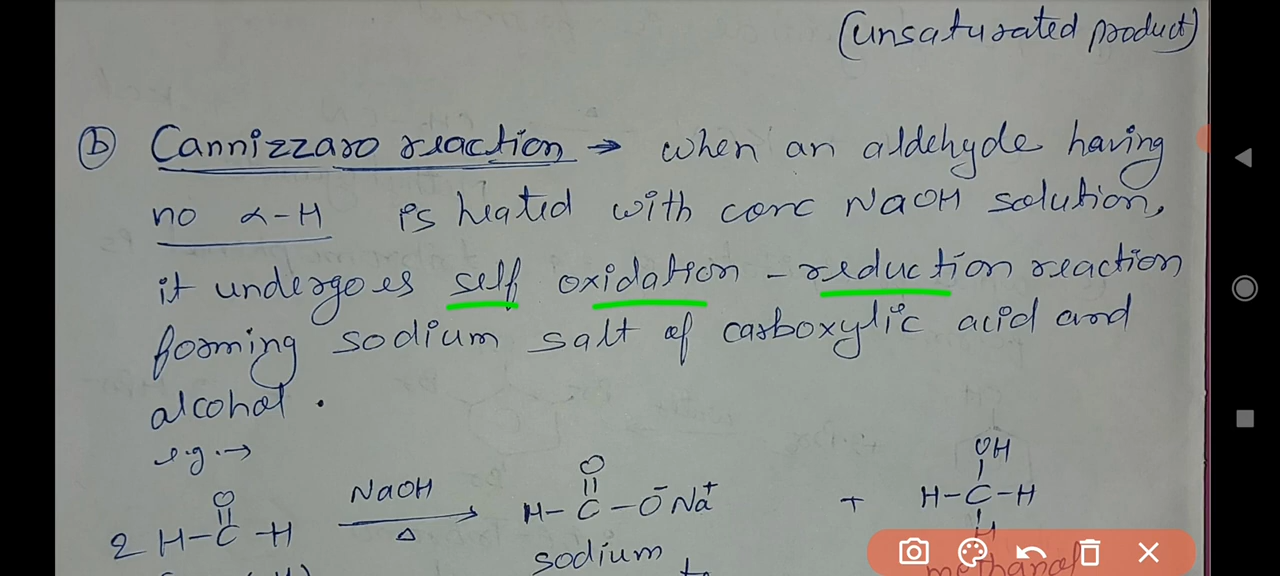 (unsaturated product)
(b) Cannizzaro reaction → when an aldehyde having
no α-H is heated with conc NaOH solution,
it undergoes self oxidation - reduction reaction
forming sodium salt of carboxylic acid and
alcohol.
e.g.→
O OH
NaOH O H-C-H
2 H-C-H → H-C-O⁻Na⁺ + H
Δ
sodium methanol